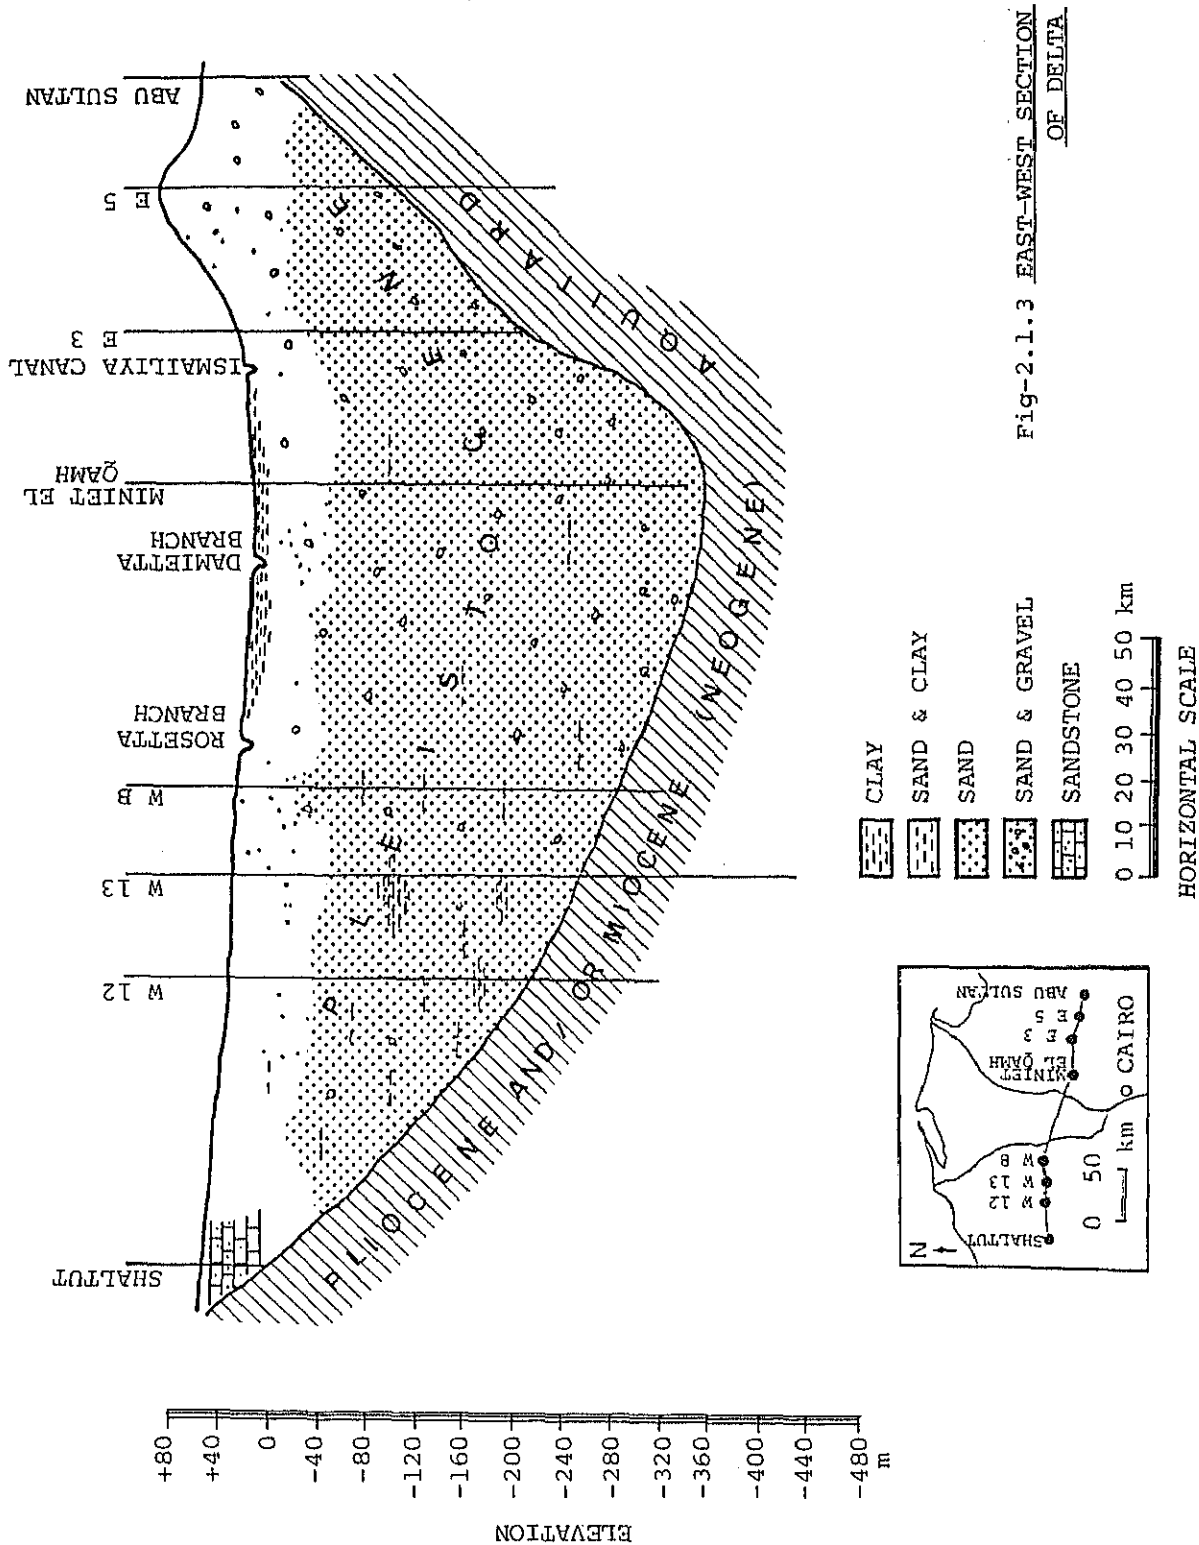 SHALTUT
W 12
W 13
W B
ROSETTA
BRANCH
DAMIETTA
BRANCH
MINIET EL
QAMH
ISMAILIYA CANAL
E 3
E 5
ABU SULTAN
ELEVATION
+80
+40
0
-40
-80
-120
-160
-200
-240
-280
-320
-360
-400
-440
-480
m
PLEISTOCENE
PLIOCENE AND/OR MIOCENE (NEOGENE)
AQUITARD
N
SHALTUT
W 12
W 13
W B
MINIET
EL QAMH
E 3
E 5
ABU SULTAN
CAIRO
0 50
km
CLAY
SAND & CLAY
SAND
SAND & GRAVEL
SANDSTONE
0 10 20 30 40 50 km
HORIZONTAL SCALE
Fig-2.1.3 EAST-WEST SECTION
OF DELTA